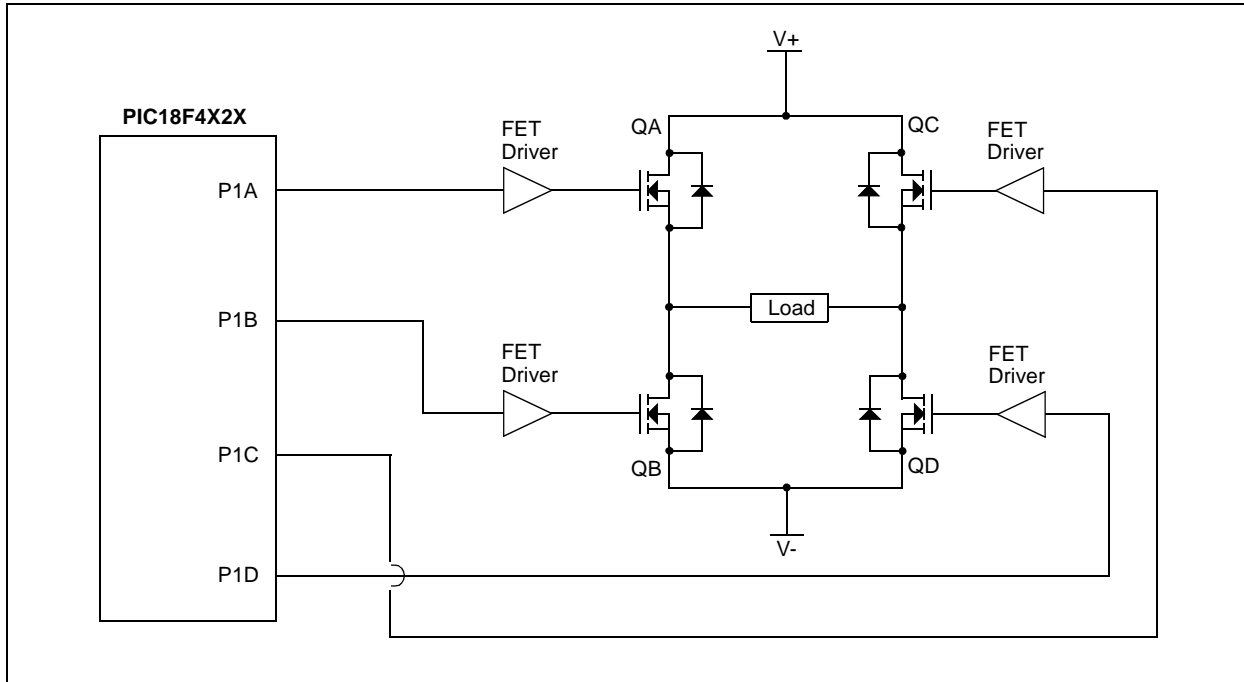 V+
PIC18F4X2X
FET
Driver
QA
QC
FET
Driver
P1A
P1B
Load
FET
Driver
FET
Driver
P1C
QB
QD
V-
P1D